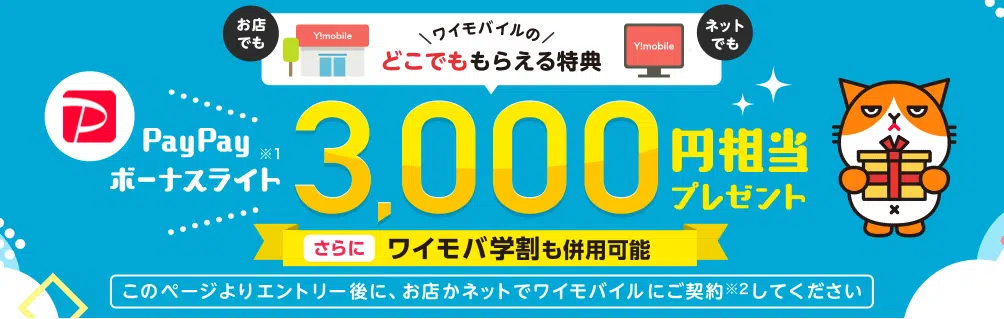 お店
でも
Y!mobile
ワイモバイルの
どこでももらえる特典
Y!mobile
ネット
でも
P
PayPay ※1
ボーナスライト
3,000
円相当
プレゼント
さらに ワイモバ学割も併用可能
このページよりエントリー後に、お店かネットでワイモバイルにご契約※2してください